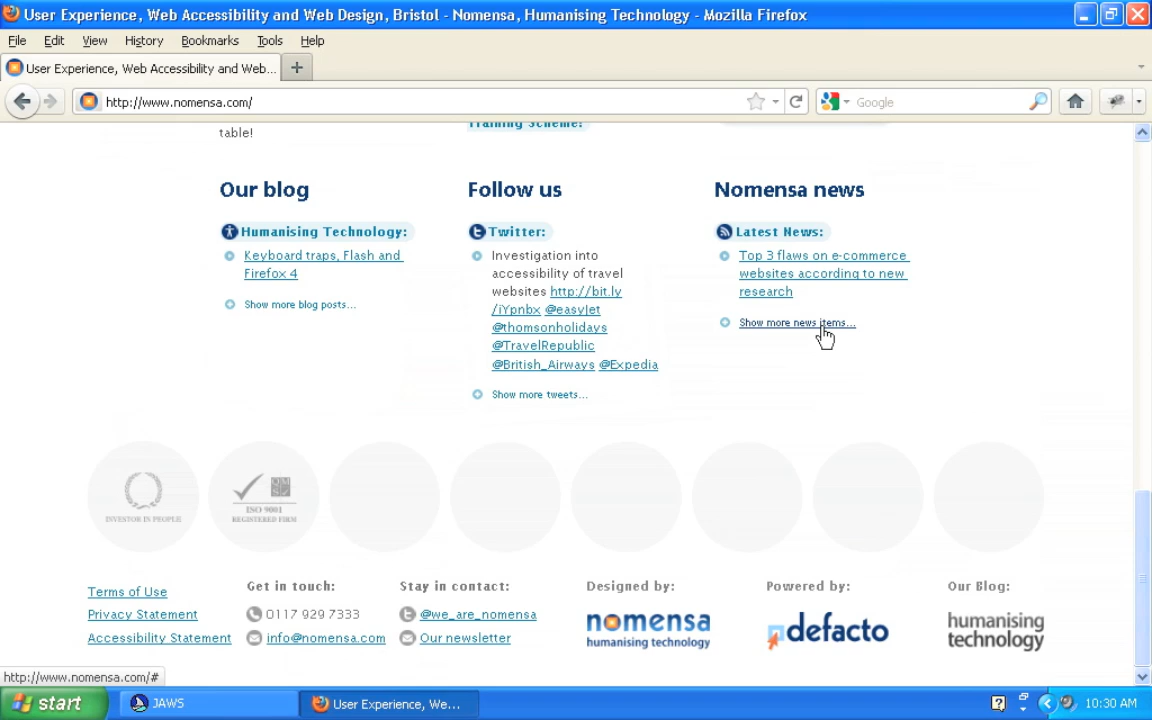 User Experience, Web Accessibility and Web Design, Bristol - Nomensa, Humanising Technology - Mozilla Firefox
File Edit View History Bookmarks Tools Help
User Experience, Web Accessibility and Web...
http://www.nomensa.com/
Google
table!
Training Scheme:
Our blog
Humanising Technology:
Keyboard traps, Flash and
Firefox 4
Show more blog posts...
Follow us
Twitter:
Investigation into
accessibility of travel
websites http://bit.ly
/iYpnbx @easyJet
@thomsonholidays
@TravelRepublic
@British_Airways @Expedia
Show more tweets...
Nomensa news
Latest News:
Top 3 flaws on e-commerce
websites according to new
research
Show more news items...
INVESTOR IN PEOPLE
ISO 9001
REGISTERED FIRM
Terms of Use
Privacy Statement
Accessibility Statement
Get in touch:
0117 929 7333
info@nomensa.com
Stay in contact:
@we_are_nomensa
Our newsletter
Designed by:
nomensa
humanising technology
Powered by:
defacto
Our Blog:
humanising
technology
http://www.nomensa.com/#
start
JAWS
User Experience, We...
10:30 AM